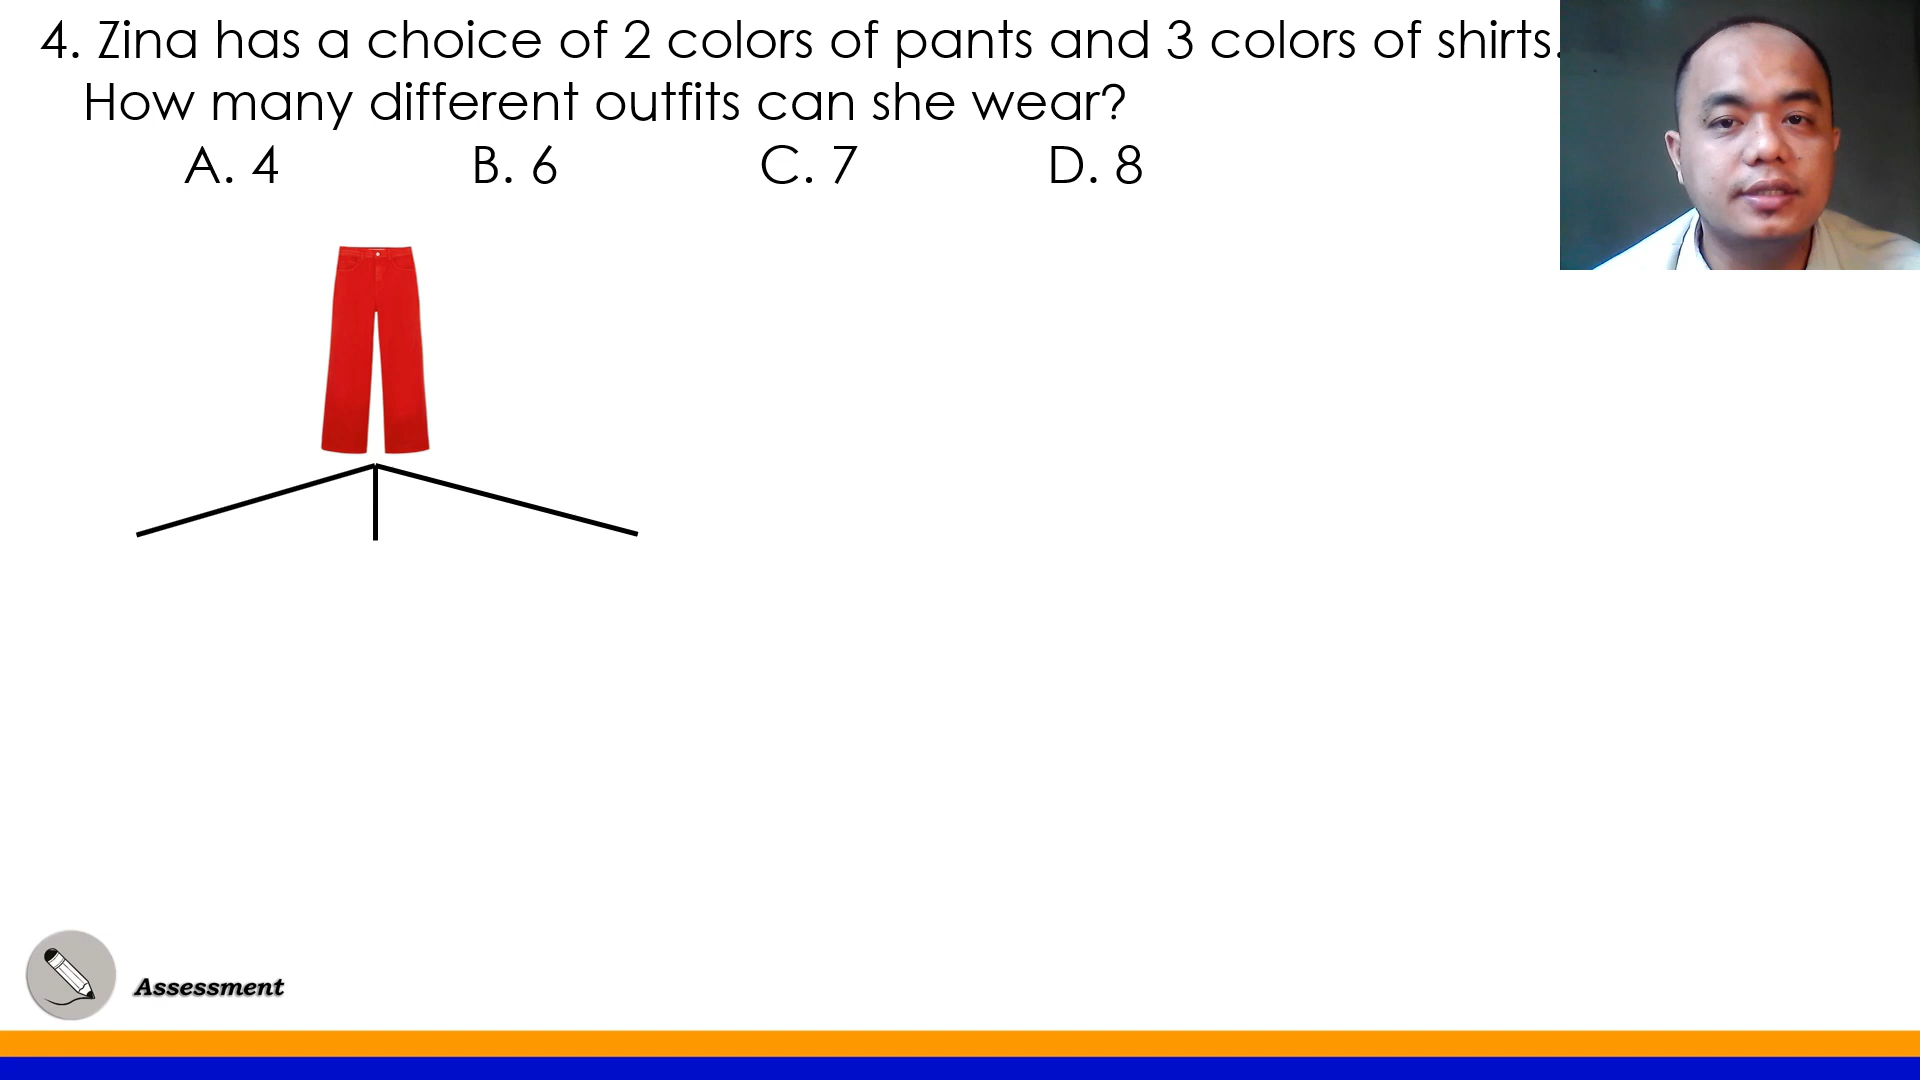 4. Zina has a choice of 2 colors of pants and 3 colors of shirts.
How many different outfits can she wear?
A. 4 B. 6 C. 7 D. 8
Assessment